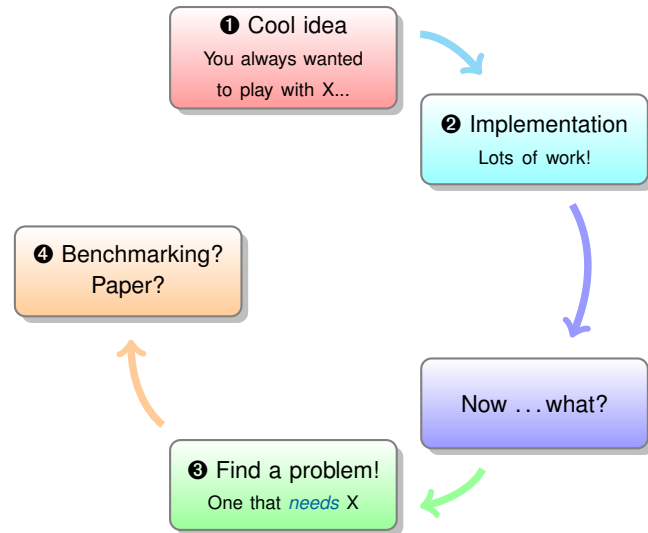 ❶ Cool idea
You always wanted
to play with X...
❷ Implementation
Lots of work!
Now ...what?
❸ Find a problem!
One that needs X
❹ Benchmarking?
Paper?